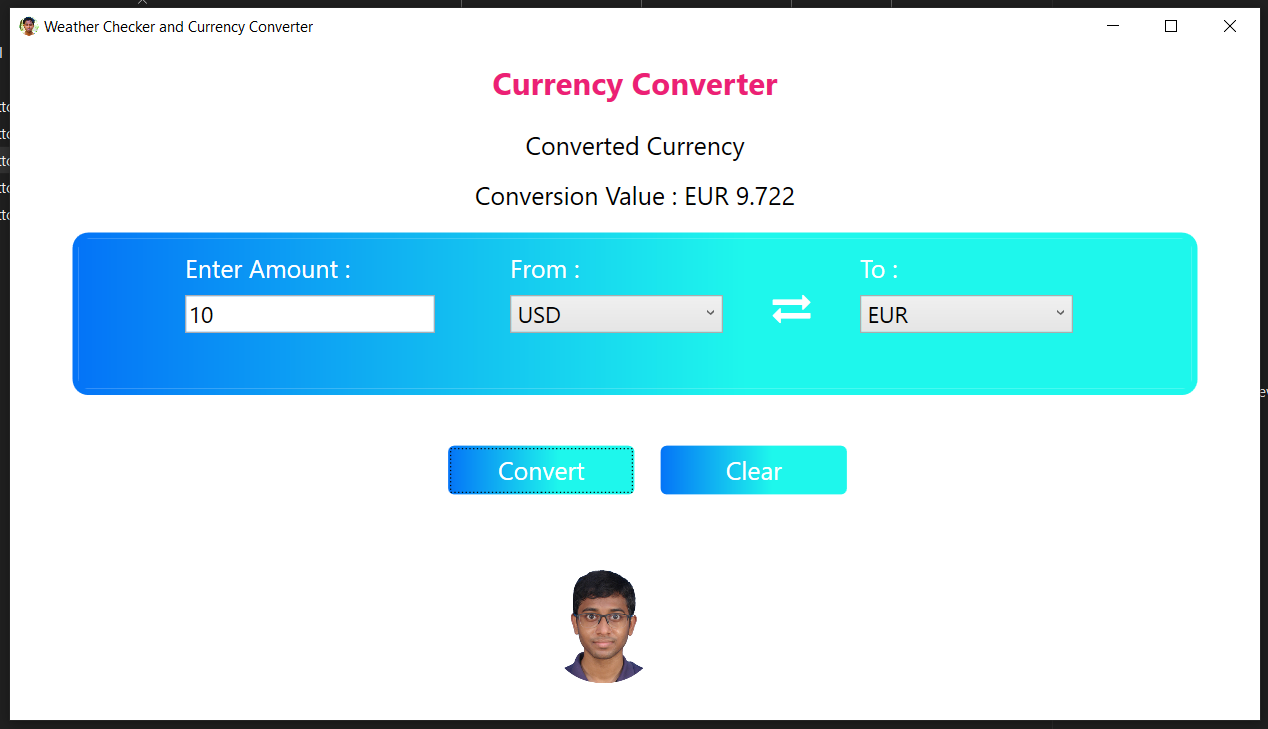 Weather Checker and Currency Converter
Currency Converter
Converted Currency
Conversion Value : EUR 9.722
Enter Amount : From : To :
10 USD EUR
Convert Clear